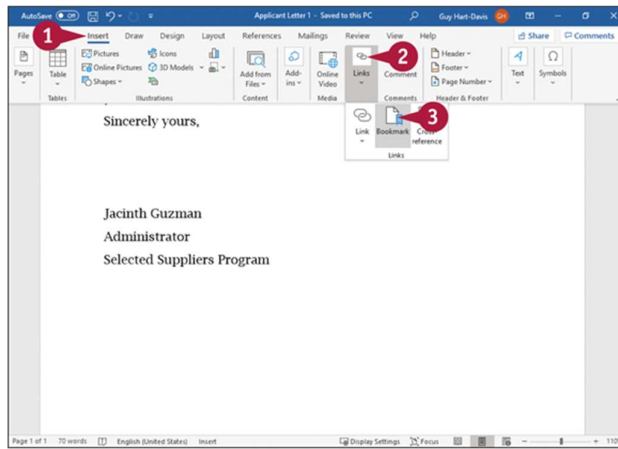 AutoSave Off Applicant Letter 1 - Saved to this PC Guy Hart-Davis GH
File Insert Draw Design Layout References Mailings Review View Help Share Comments
1
2
3
Pages
Table
Tables
Pictures
Online Pictures
Shapes
Icons
3D Models
Illustrations
Add from
Files
Content
Add-
ins
Online
Video
Media
Links
Comment
Comments
Header
Footer
Page Number
Header & Footer
Text
Symbols
Link
Bookmark
reference
Links
Sincerely yours,
Jacinth Guzman
Administrator
Selected Suppliers Program
Page 1 of 1 70 words English (United States) Insert Display Settings Focus